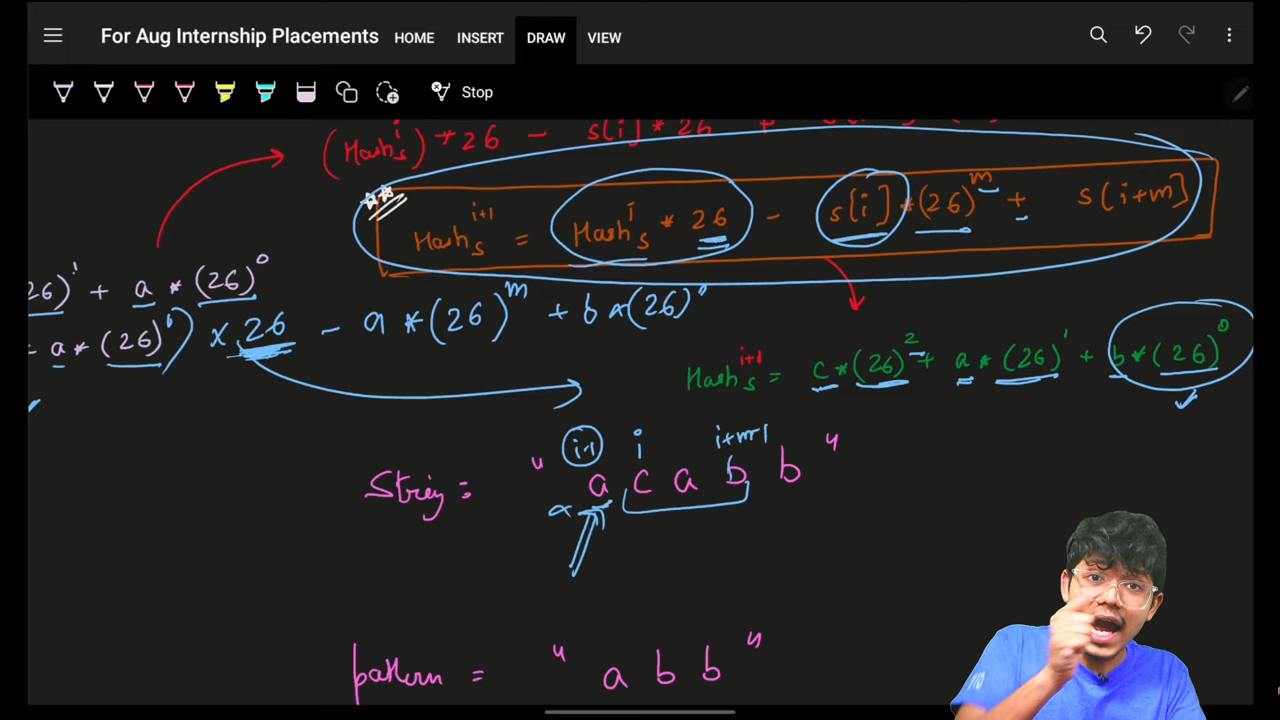 For Aug Internship Placements HOME INSERT DRAW VIEW
Stop
(Hash_s^i) * 26 - s[i] * 26
Hash_s^{i+1} = Hash_s^i * 26 - s[i] * (26)^m + s[i+m]
26)^1 + a * (26)^0
- a * (26)^0) x 26 - a * (26)^m + b * (26)^0
Hash_s^{i+1} = c * (26)^2 + a * (26)^1 + b * (26)^0
i-1 i i+m-1
String = " a c a b b "
pattern = " a b b "